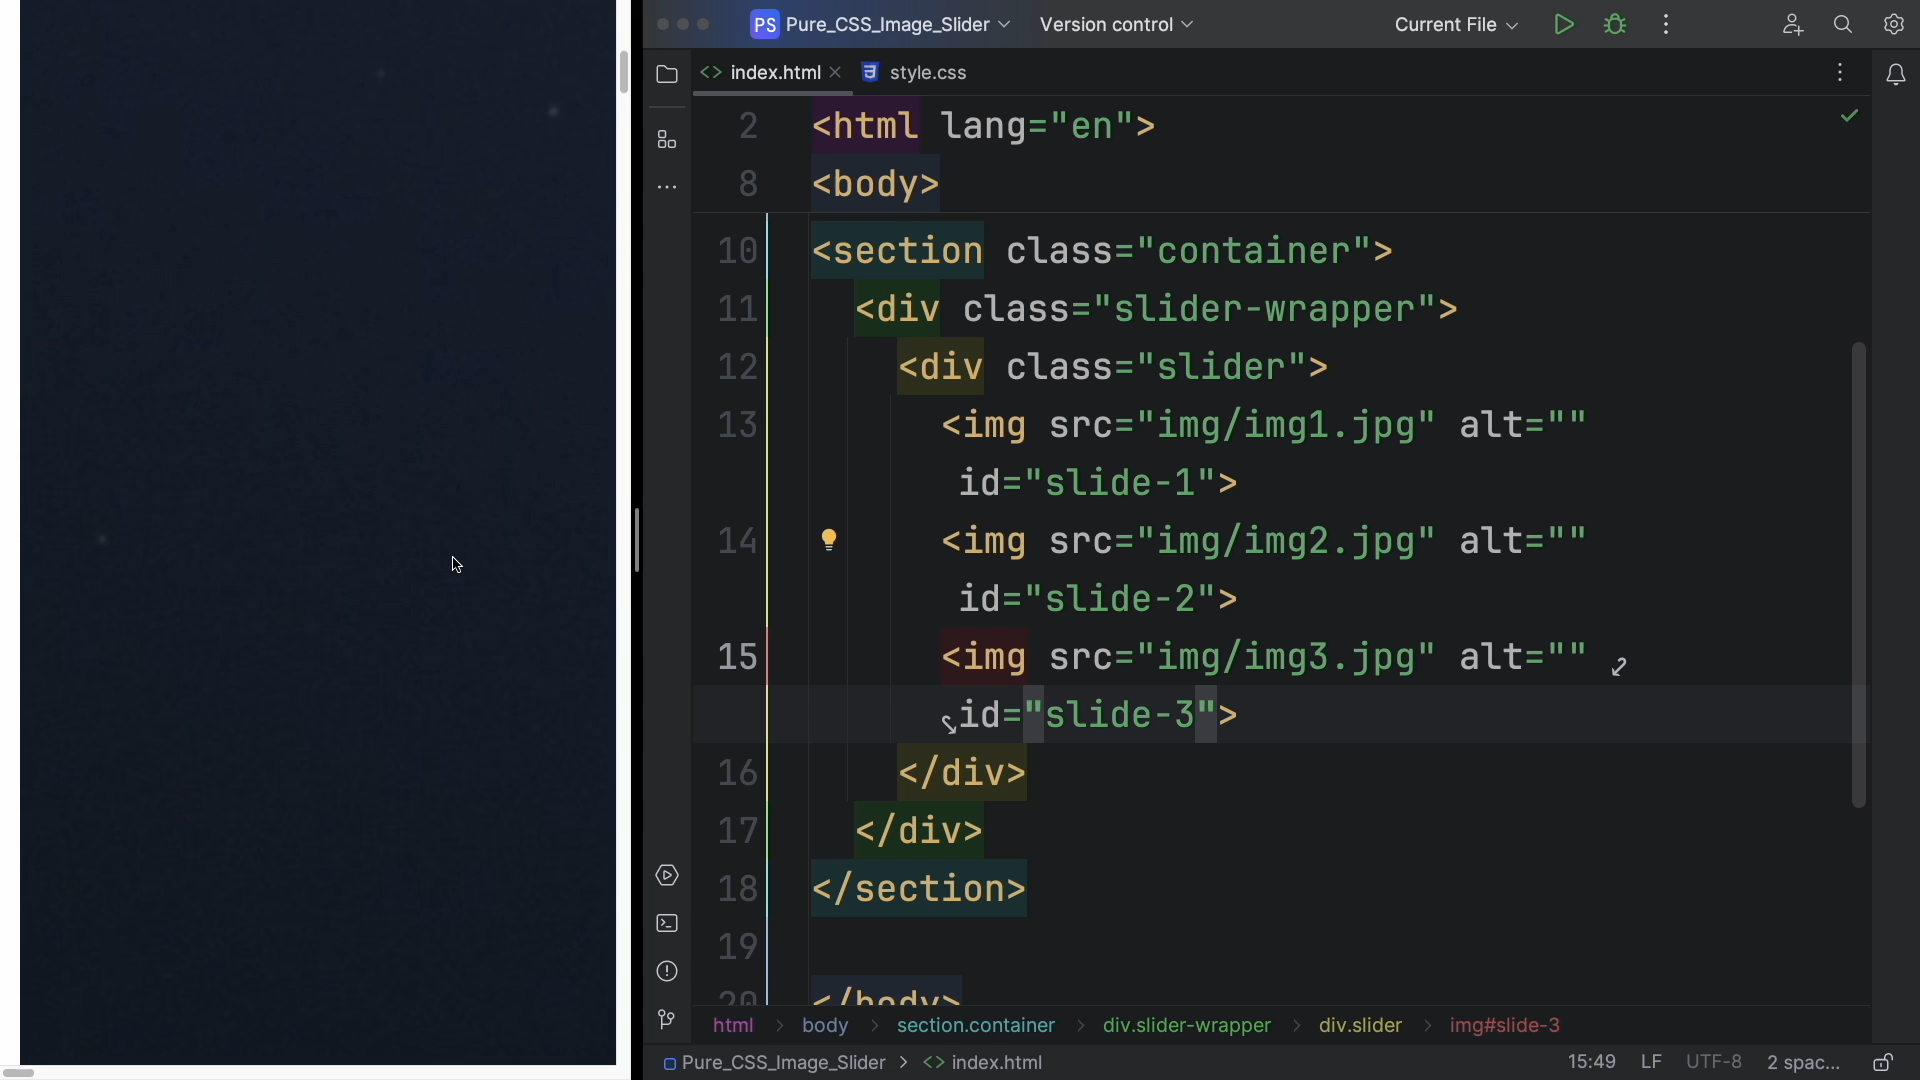 PS Pure_CSS_Image_Slider Version control Current File
index.html style.css
2 <html lang="en">
8 <body>
10 <section class="container">
11 <div class="slider-wrapper">
12 <div class="slider">
13 <img src="img/img1.jpg" alt=""
id="slide-1">
14 <img src="img/img2.jpg" alt=""
id="slide-2">
15 <img src="img/img3.jpg" alt=""
id="slide-3">
16 </div>
17 </div>
18 </section>
19
20 </body>
html > body > section.container > div.slider-wrapper > div.slider > img#slide-3
Pure_CSS_Image_Slider > <> index.html 15:49 LF UTF-8 2 spac...